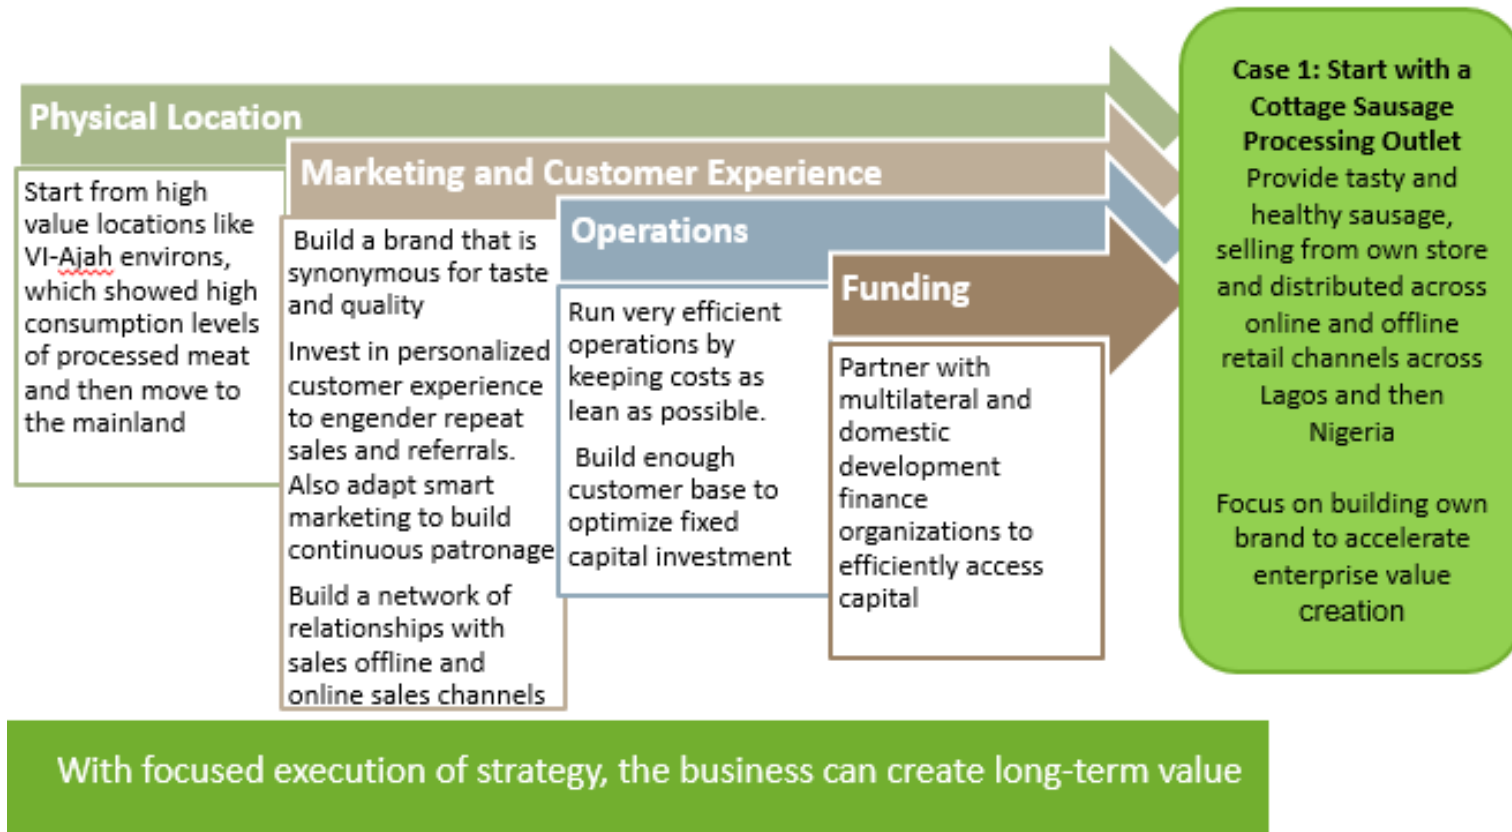 Physical Location
Start from high
value locations like
VI-Ajah environs,
which showed high
consumption levels
of processed meat
and then move to
the mainland
Marketing and Customer Experience
Build a brand that is
synonymous for taste
and quality
Invest in personalized
customer experience
to engender repeat
sales and referrals.
Also adapt smart
marketing to build
continuous patronage
Build a network of
relationships with
sales offline and
online sales channels
Operations
Run very efficient
operations by
keeping costs as
lean as possible.
Build enough
customer base to
optimize fixed
capital investment
Funding
Partner with
multilateral and
domestic
development
finance
organizations to
efficiently access
capital
Case 1: Start with a
Cottage Sausage
Processing Outlet
Provide tasty and
healthy sausage,
selling from own store
and distributed across
online and offline
retail channels across
Lagos and then
Nigeria
Focus on building own
brand to accelerate
enterprise value
creation
With focused execution of strategy, the business can create long-term value